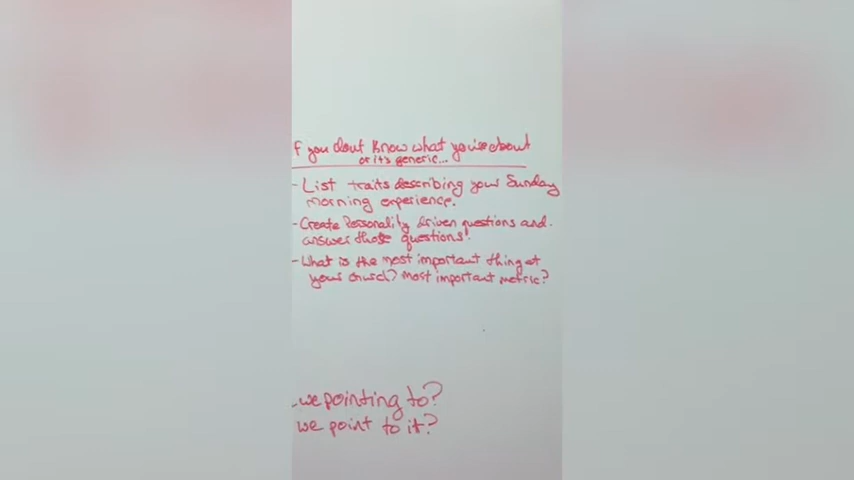 f you dont know what you're about
or it's generic...
- List traits describing your Sunday
morning experience.
- Create Personality driven questions and
answer those questions!
- What is the most important thing at
your church? most important metric?
we pointing to?
we point to it?